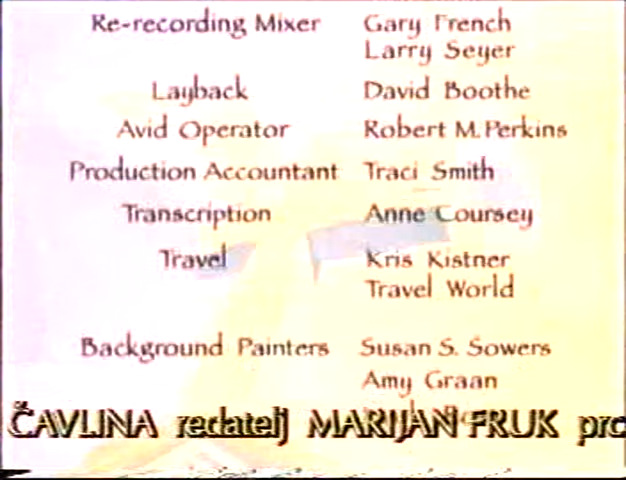 Re-recording Mixer Gary French
Larry Seyer
Layback David Boothe
Avid Operator Robert M. Perkins
Production Accountant Traci Smith
Transcription Anne Coursey
Travel Kris Kistner
Travel World
Background Painters Susan S. Sowers
Amy Graan
ČAVLINA redatelj MARIJAN FRUK